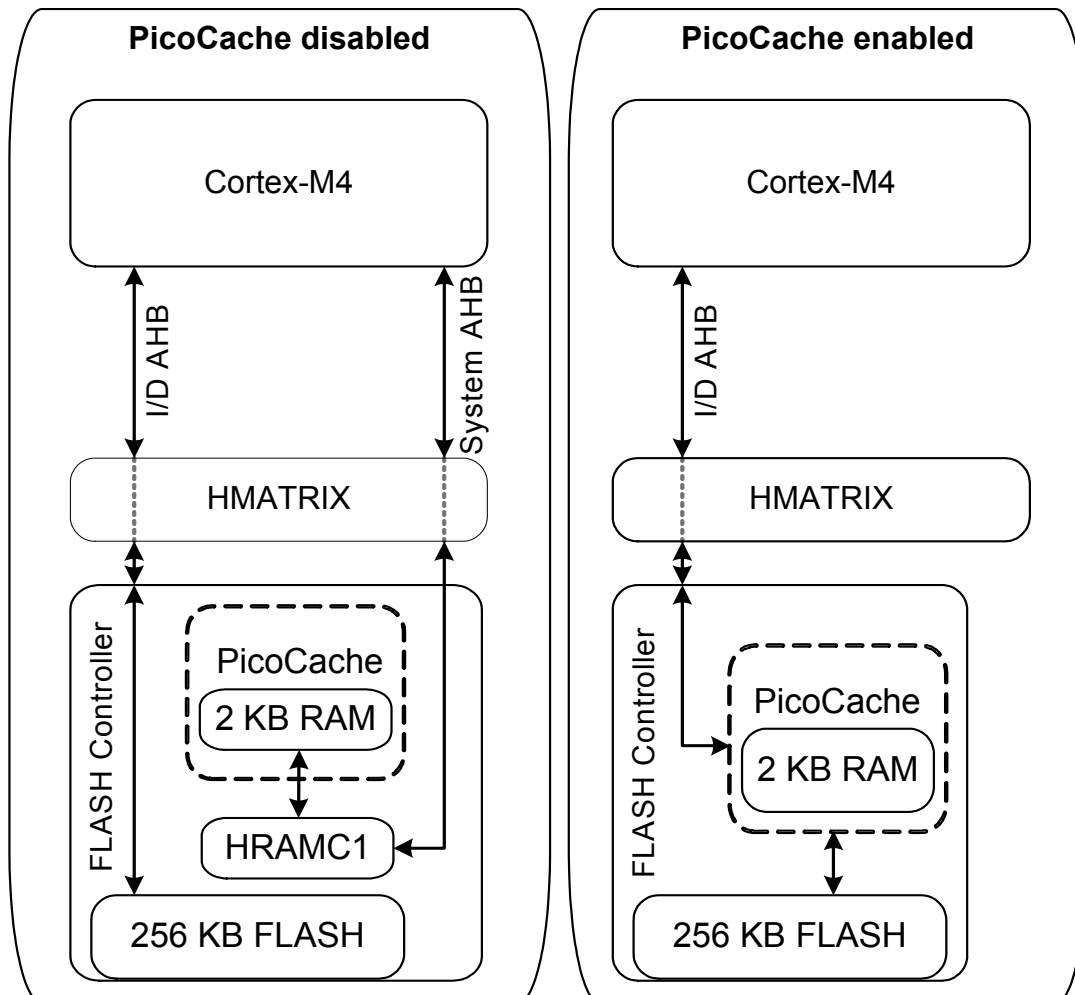 PicoCache disabled
Cortex-M4
I/D AHB
System AHB
HMATRIX
FLASH Controller
PicoCache
2 KB RAM
HRAMC1
256 KB FLASH
PicoCache enabled
Cortex-M4
I/D AHB
HMATRIX
FLASH Controller
PicoCache
2 KB RAM
256 KB FLASH